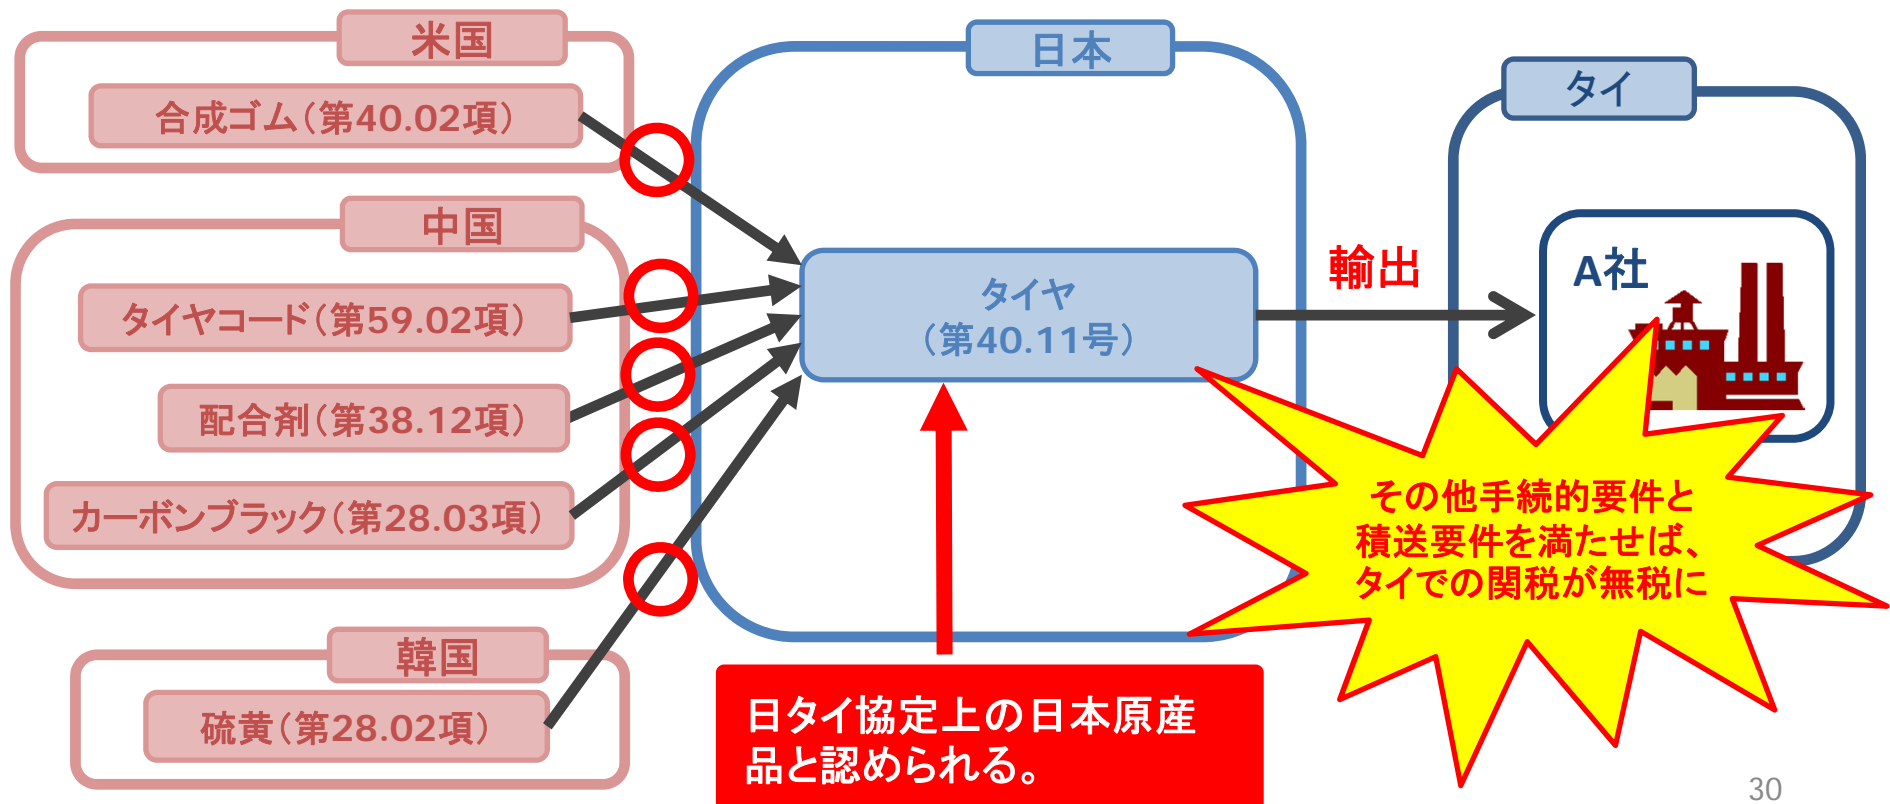 米国
合成ゴム（第40.02項）
中国
タイヤコード（第59.02項）
配合剤（第38.12項）
カーボンブラック（第28.03項）
韓国
硫黄（第28.02項）
日本
タイヤ
（第40.11号）
日タイ協定上の日本原産
品と認められる。
輸出
タイ
A社
その他手続的要件と
積送要件を満たせば、
タイでの関税が無税に
30